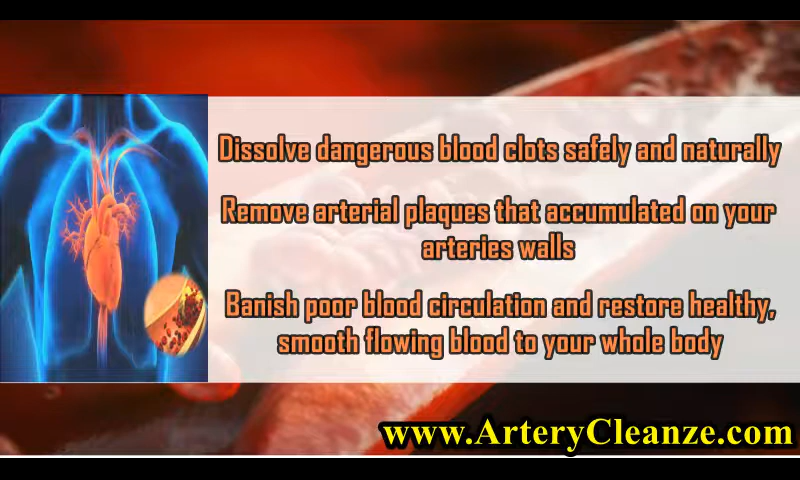 Dissolve dangerous blood clots safely and naturally
Remove arterial plaques that accumulated on your
arteries walls
Banish poor blood circulation and restore healthy,
smooth flowing blood to your whole body
www.ArteryCleanze.com